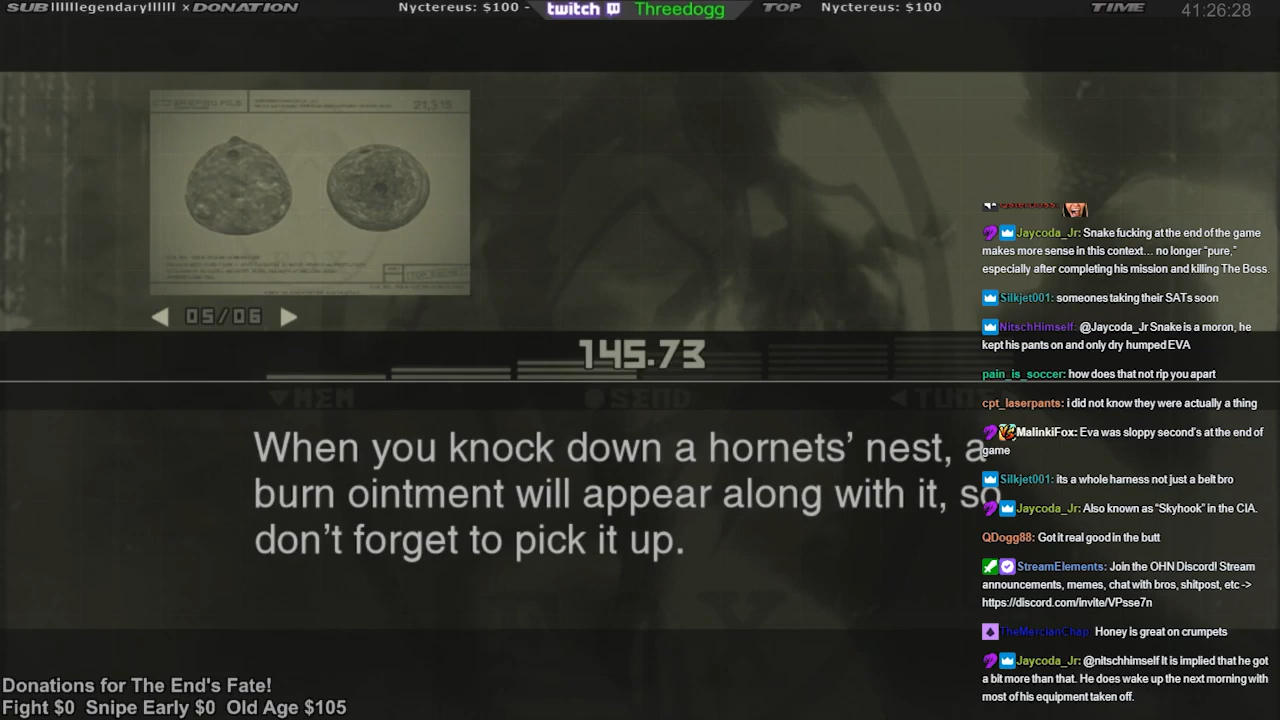 SUB llllllegendaryllllll x DONATION Nyctereus: $100 - twitch Threedogg TOP Nyctereus: $100 TIME 41:26:28
21,3,15
05/06
145.73
MEM SEND TUNE
When you knock down a hornets’ nest, a
burn ointment will appear along with it, so
don’t forget to pick it up.
Jaycoda_Jr: Snake fucking at the end of the game
makes more sense in this context… no longer “pure,”
especially after completing his mission and killing The Boss.
Silkjet001: someones taking their SATs soon
NitschHimself: @Jaycoda_Jr Snake is a moron, he
kept his pants on and only dry humped EVA
pain_is_soccer: how does that not rip you apart
cpt_laserpants: i did not know they were actually a thing
MalinkiFox: Eva was sloppy second's at the end of
game
Silkjet001: its a whole harness not just a belt bro
Jaycoda_Jr: Also known as “Skyhook” in the CIA.
QDogg88: Got it real good in the butt
StreamElements: Join the OHN Discord! Stream
announcements, memes, chat with bros, shitpost, etc ->
https://discord.com/invite/VPsse7n
TheMercianChap: Honey is great on crumpets
Jaycoda_Jr: @nitschhimself It is implied that he got
a bit more than that. He does wake up the next morning with
most of his equipment taken off.
Donations for The End's Fate!
Fight $0 Snipe Early $0 Old Age $105